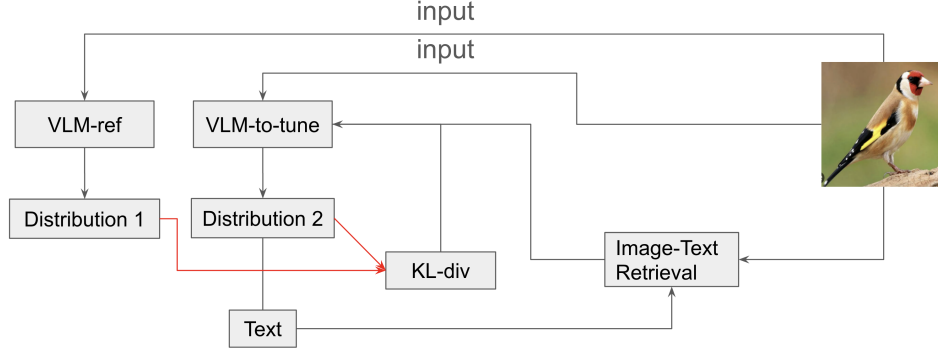 input
input
VLM-ref
VLM-to-tune
Distribution 1
Distribution 2
Image-Text
Retrieval
KL-div
Text